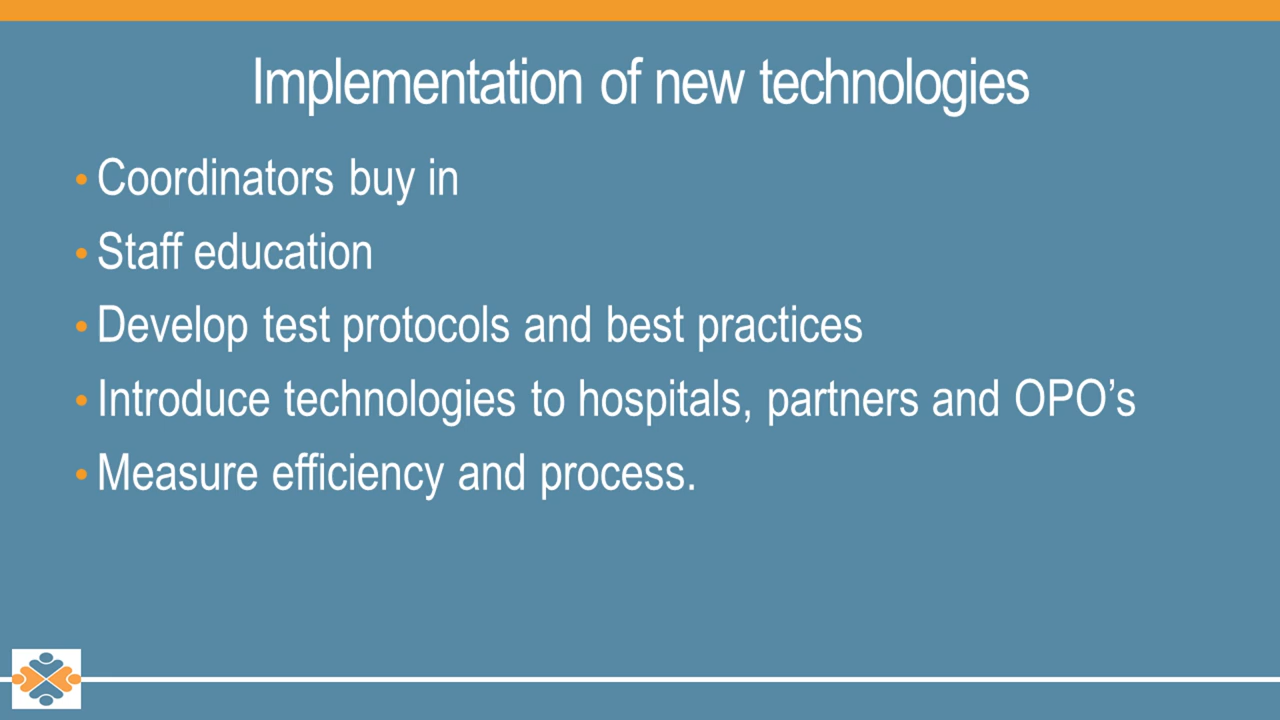 Implementation of new technologies
• Coordinators buy in
• Staff education
• Develop test protocols and best practices
• Introduce technologies to hospitals, partners and OPO’s
• Measure efficiency and process.